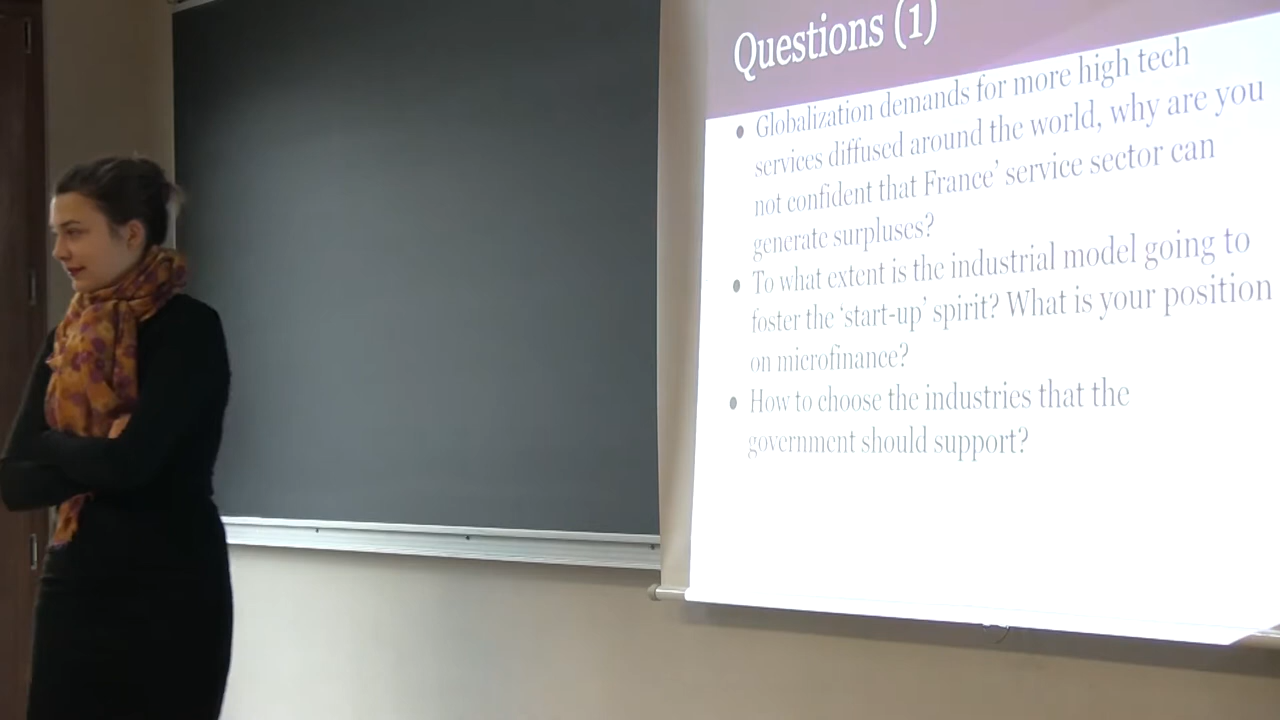 Questions (1)
• Globalization demands for more high tech
services diffused around the world, why are you
not confident that France' service sector can
generate surpluses?
• To what extent is the industrial model going to
foster the 'start-up' spirit? What is your position
on microfinance?
• How to choose the industries that the
government should support?